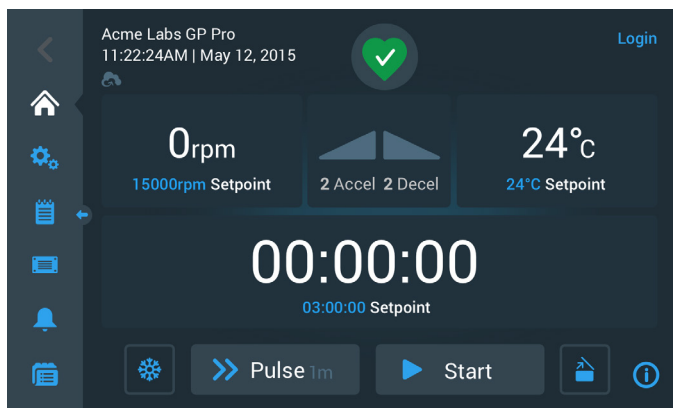 Acme Labs GP Pro
11:22:24AM | May 12, 2015
Login
0rpm
15000rpm Setpoint
2 Accel 2 Decel
24°C
24°C Setpoint
00:00:00
03:00:00 Setpoint
Pulse 1m
Start